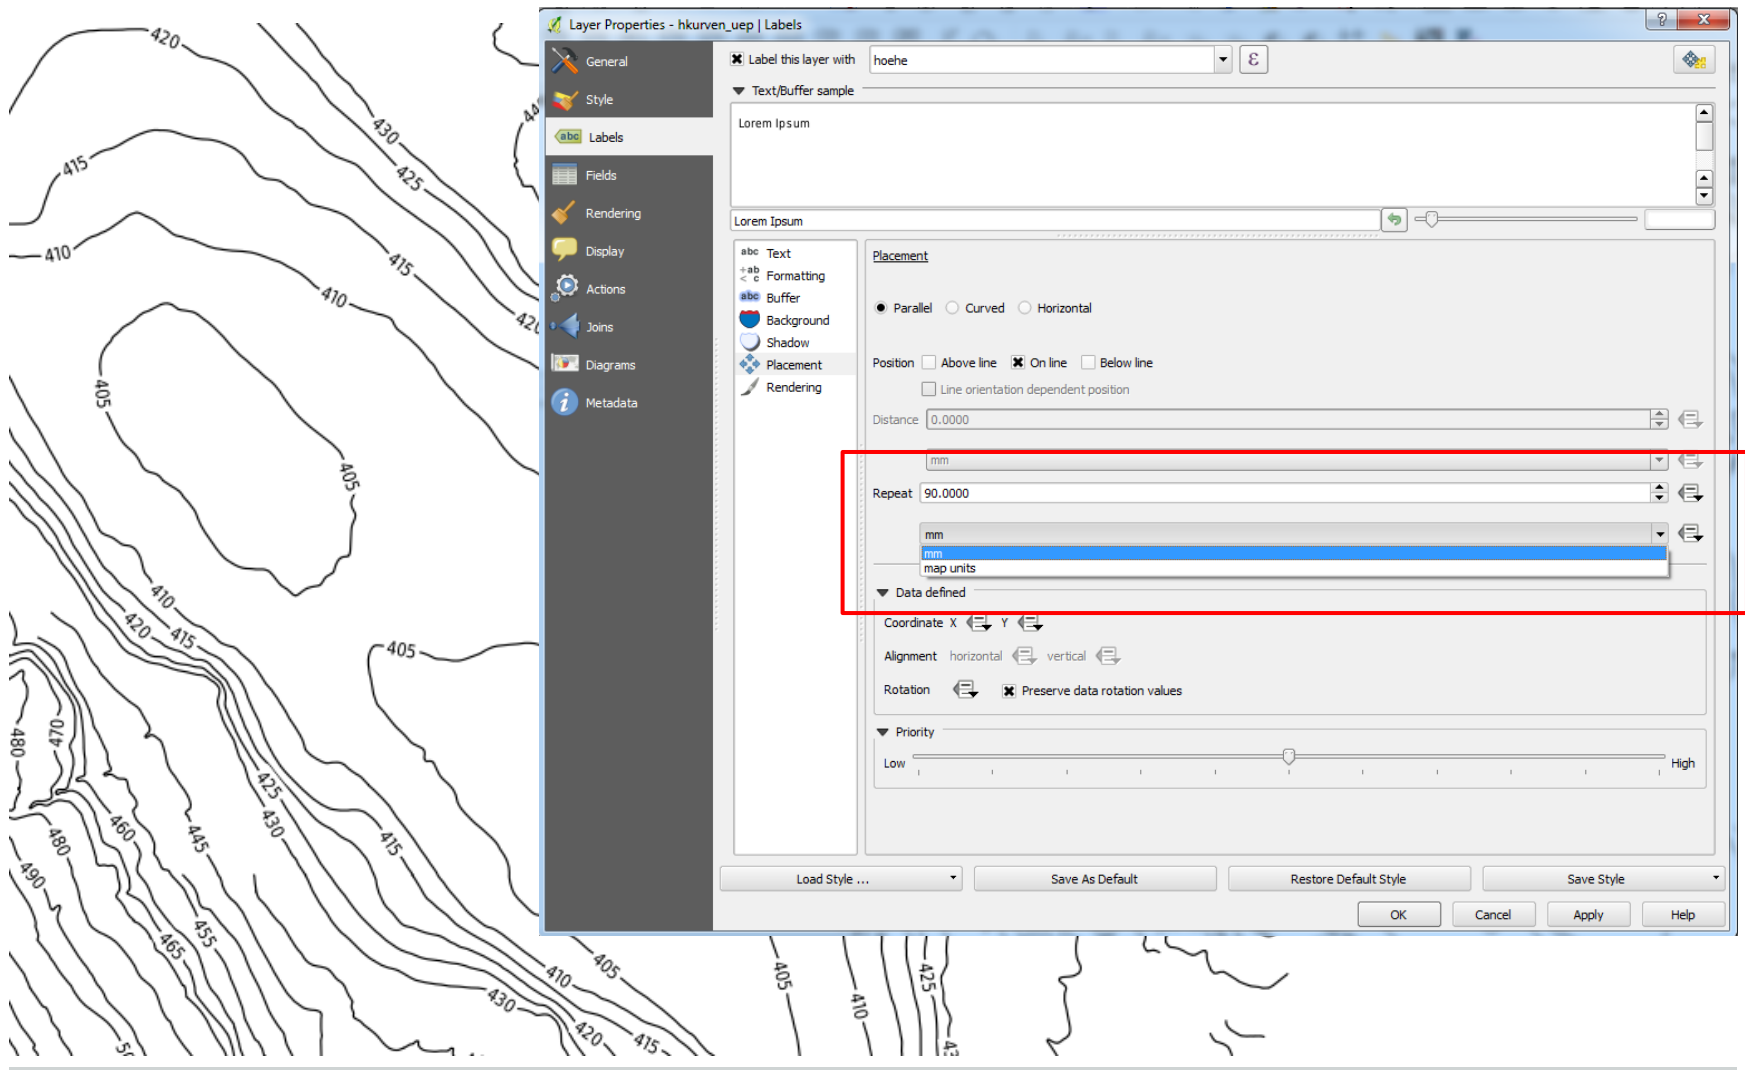 Layer Properties - hkurven_uep | Labels
General
Style
Labels
Fields
Rendering
Display
Actions
Joins
Diagrams
Metadata
Label this layer with hoehe ε
Text/Buffer sample
Lorem Ipsum
Lorem Ipsum
abc Text
Formatting
abc Buffer
Background
Shadow
Placement
Rendering
Placement
Parallel Curved Horizontal
Position Above line On line Below line
Line orientation dependent position
Distance 0.0000
mm
Repeat 90.0000
mm
mm
map units
Data defined
Coordinate X Y
Alignment horizontal vertical
Rotation Preserve data rotation values
Priority
Low High
Load Style ... Save As Default Restore Default Style Save Style
OK Cancel Apply Help
420
430
415
425
410
415
410
420
405
405
410
420
415
405
480
470
425
430
460
480
445
415
490
455
465
410
405
430
420
415
405
410
425